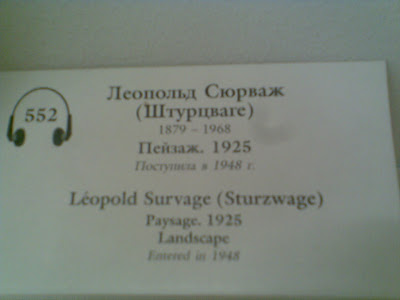 552
Леопольд Сюрваж
(Штурцваге)
1879 – 1968
Пейзаж. 1925
Поступила в 1948 г.
Léopold Survage (Sturzwage)
Paysage. 1925
Landscape
Entered in 1948